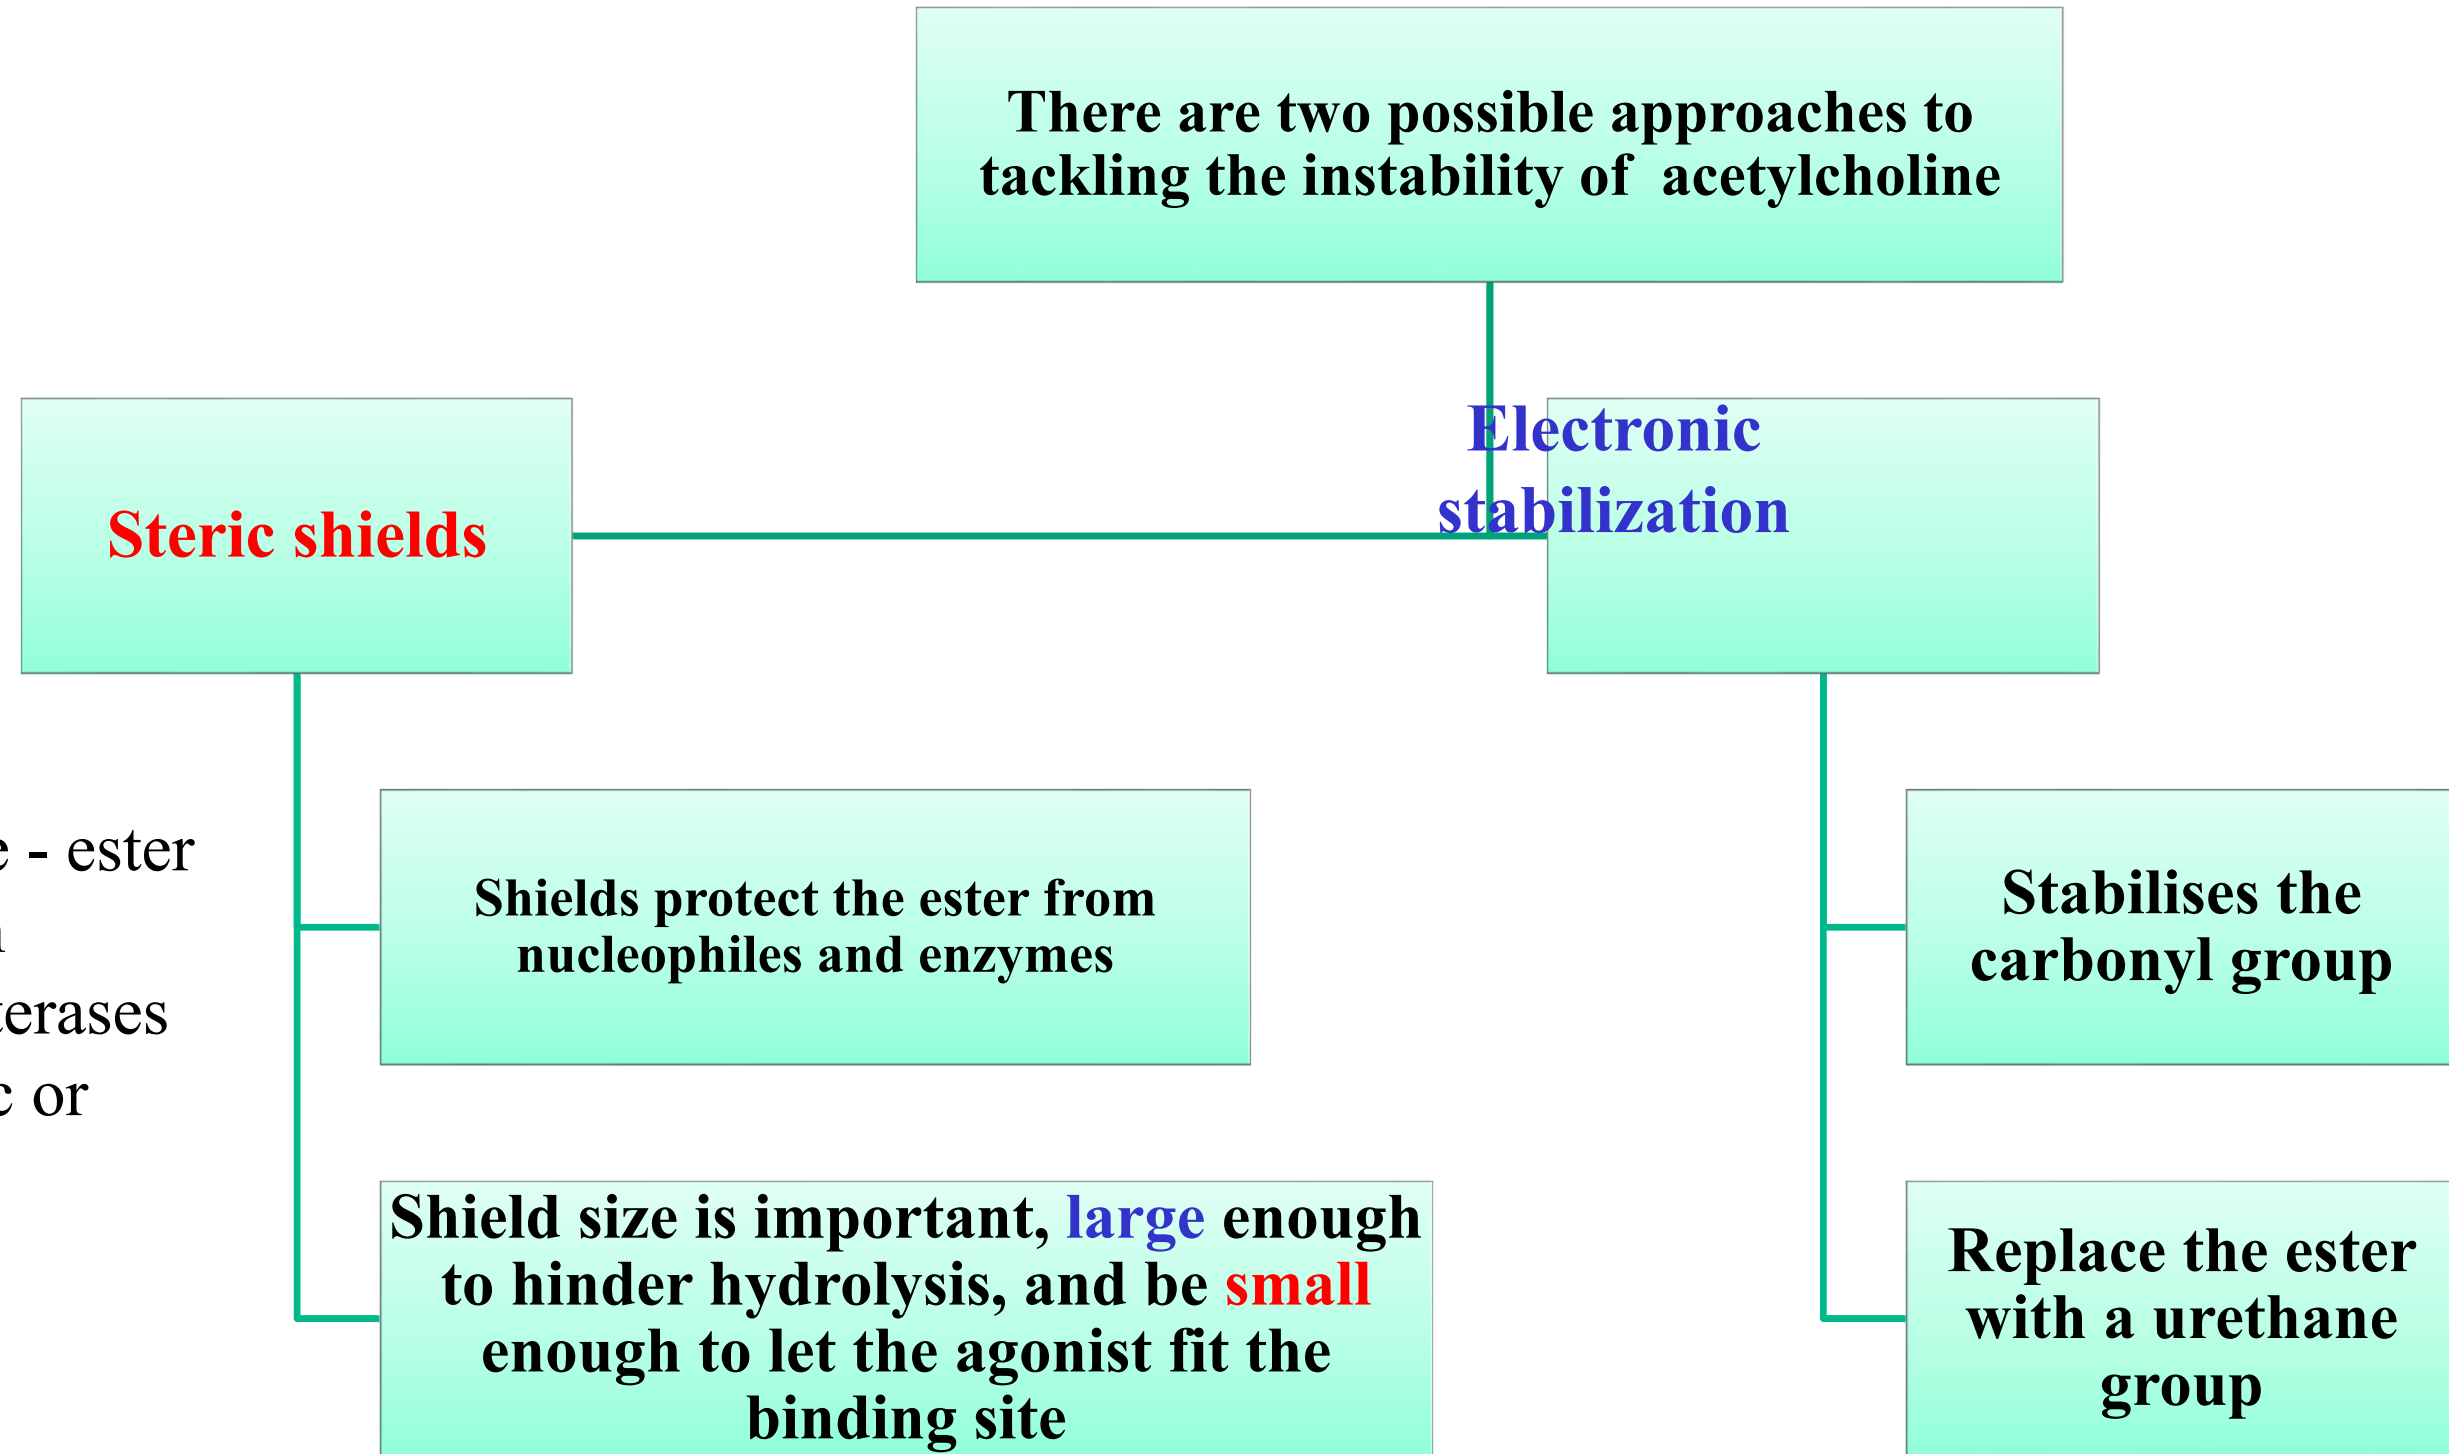 There are two possible approaches to
tackling the instability of acetylcholine
Steric shields
Electronic
stabilization
- ester
Shields protect the ester from
nucleophiles and enzymes
Shield size is important, large enough
to hinder hydrolysis, and be small
enough to let the agonist fit the
binding site
or
Stabilises the
carbonyl group
Replace the ester
with a urethane
group